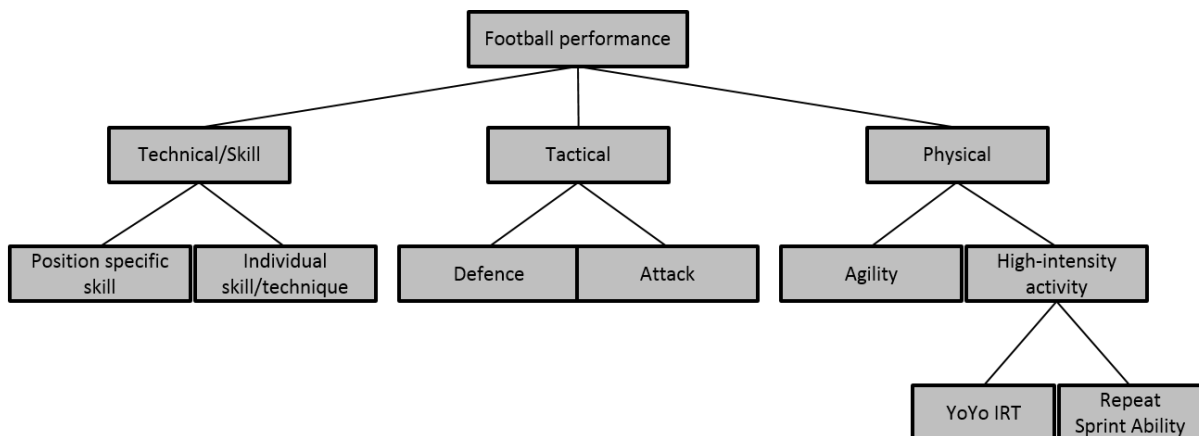 Football performance
Technical/Skill
Tactical
Physical
Position specific
skill
Individual
skill/technique
Defence
Attack
Agility
High-intensity
activity
YoYo IRT
Repeat
Sprint Ability